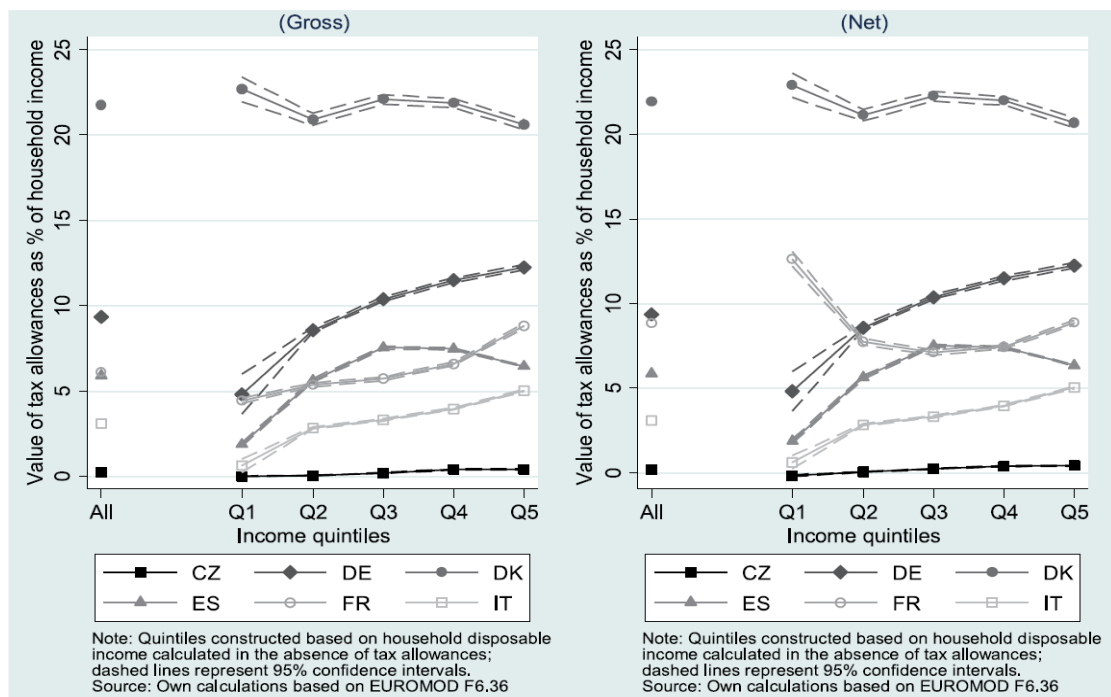 (Gross)
Value of tax allowances as % of household income
25
20
15
10
5
0
All Q1 Q2 Q3 Q4 Q5
Income quintiles
CZ DE DK
ES FR IT
Note: Quintiles constructed based on household disposable
income calculated in the absence of tax allowances;
dashed lines represent 95% confidence intervals.
Source: Own calculations based on EUROMOD F6.36
(Net)
Value of tax allowances as % of household income
25
20
15
10
5
0
All Q1 Q2 Q3 Q4 Q5
Income quintiles
CZ DE DK
ES FR IT
Note: Quintiles constructed based on household disposable
income calculated in the absence of tax allowances;
dashed lines represent 95% confidence intervals.
Source: Own calculations based on EUROMOD F6.36